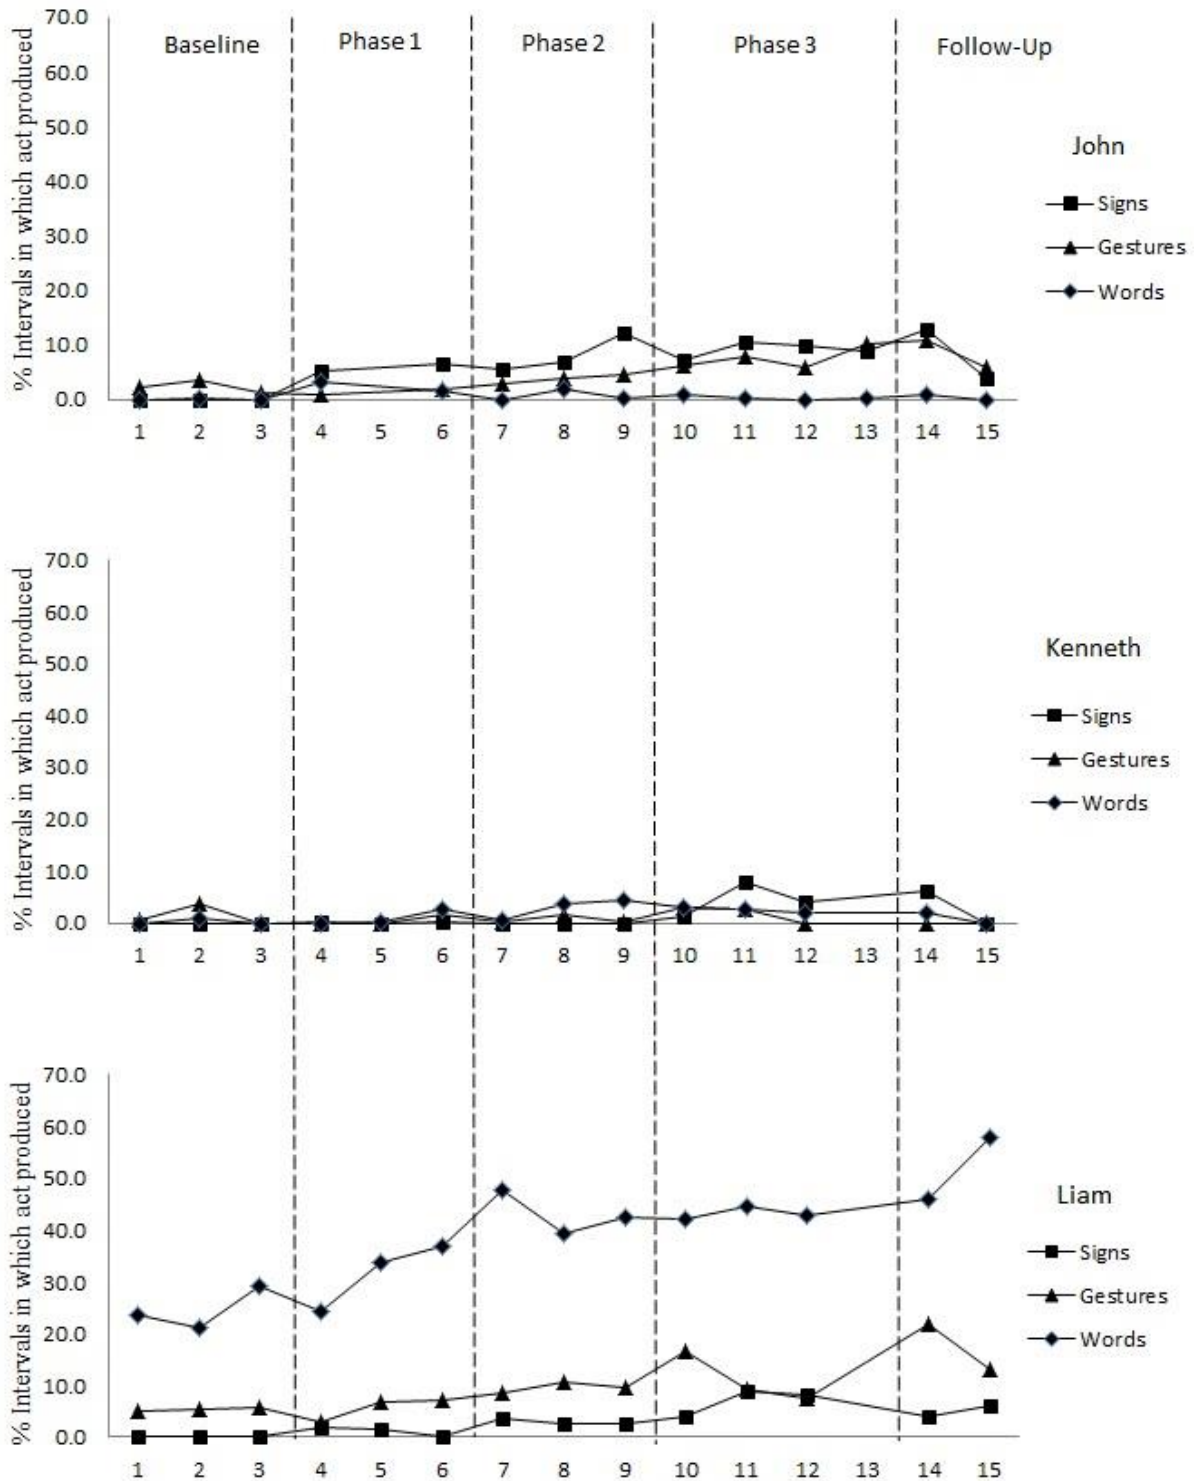 % Intervals in which act produced
70.0
60.0
50.0
40.0
30.0
20.0
10.0
0.0
Baseline
Phase 1
Phase 2
Phase 3
Follow-Up
1 2 3 4 5 6 7 8 9 10 11 12 13 14 15
John
Signs
Gestures
Words
% Intervals in which act produced
70.0
60.0
50.0
40.0
30.0
20.0
10.0
0.0
1 2 3 4 5 6 7 8 9 10 11 12 13 14 15
Kenneth
Signs
Gestures
Words
% Intervals in which act produced
70.0
60.0
50.0
40.0
30.0
20.0
10.0
0.0
1 2 3 4 5 6 7 8 9 10 11 12 13 14 15
Liam
Signs
Gestures
Words